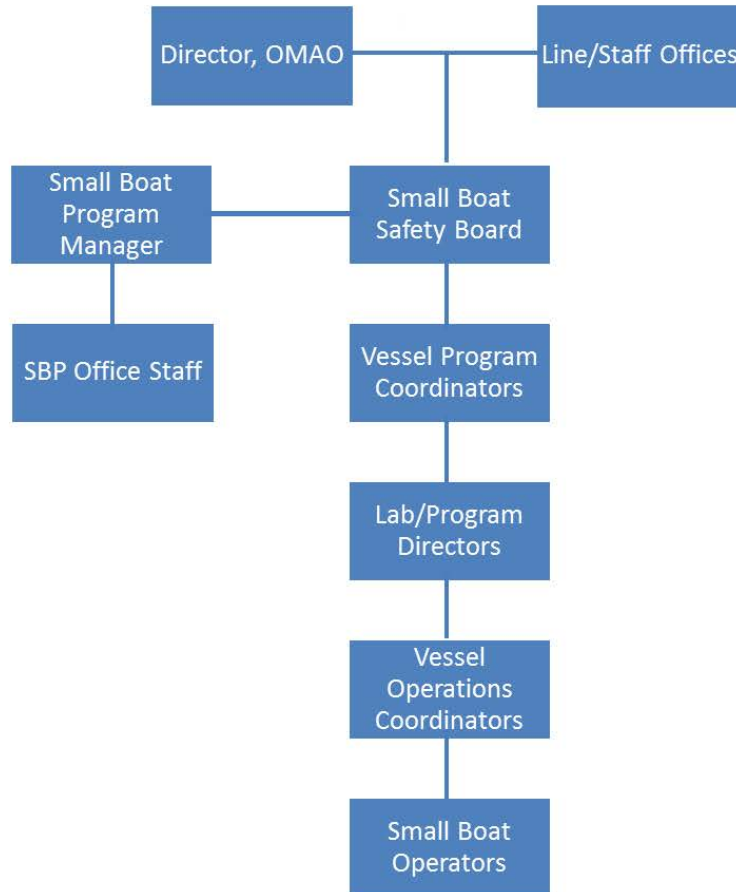 Director, OMAO
Line/Staff Offices
Small Boat
Program
Manager
Small Boat
Safety Board
SBP Office Staff
Vessel Program
Coordinators
Lab/Program
Directors
Vessel
Operations
Coordinators
Small Boat
Operators